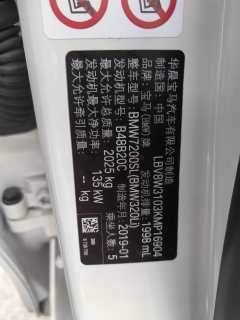 华晨宝马汽车有限公司制造
制造国：中国 LBV8W3103KMP16904
品牌：宝马（BMW）牌 发动机排量：1998 mL
整车型号：BMW7200SL(BMW320Li)
发动机型号：B48B20C 制造年月：2019-01
最大允许总质量：2025 kg 乘坐人数：5
发动机最大净功率：135 kW
最大允许牵引质量：-- kg
300